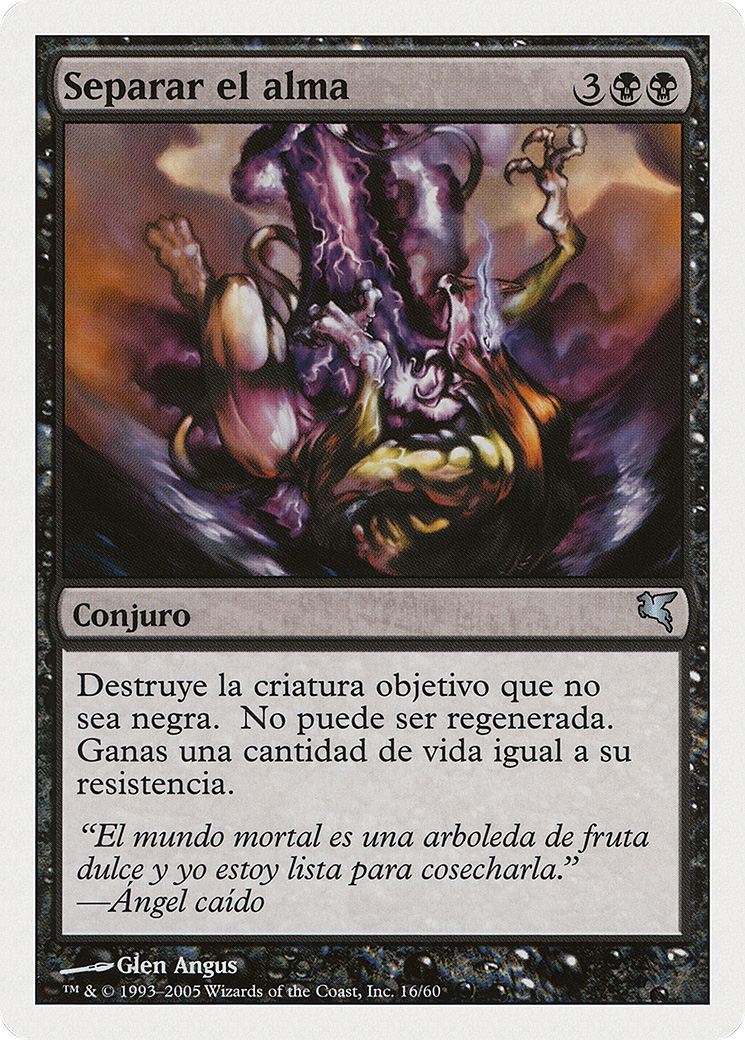 Separar el alma
3
Conjuro
Destruye la criatura objetivo que no
sea negra.  No puede ser regenerada.
Ganas una cantidad de vida igual a su
resistencia.
“El mundo mortal es una arboleda de fruta
dulce y yo estoy lista para cosecharla.”
—Ángel caído
Glen Angus
™ & © 1993–2005 Wizards of the Coast, Inc. 16/60